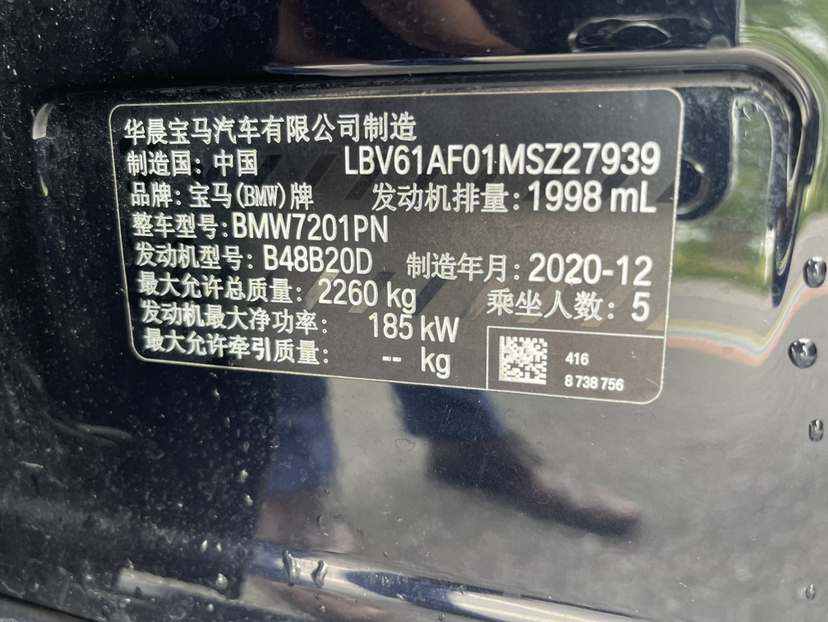 华晨宝马汽车有限公司制造
制造国: 中国 LBV61AF01MSZ27939
品牌: 宝马(BMW)牌 发动机排量: 1998 mL
整车型号: BMW7201PN
发动机型号: B48B20D 制造年月: 2020-12
最大允许总质量: 2260 kg 乘坐人数: 5
发动机最大净功率: 185 kW
最大允许牵引质量: -- kg
416
8 738 756